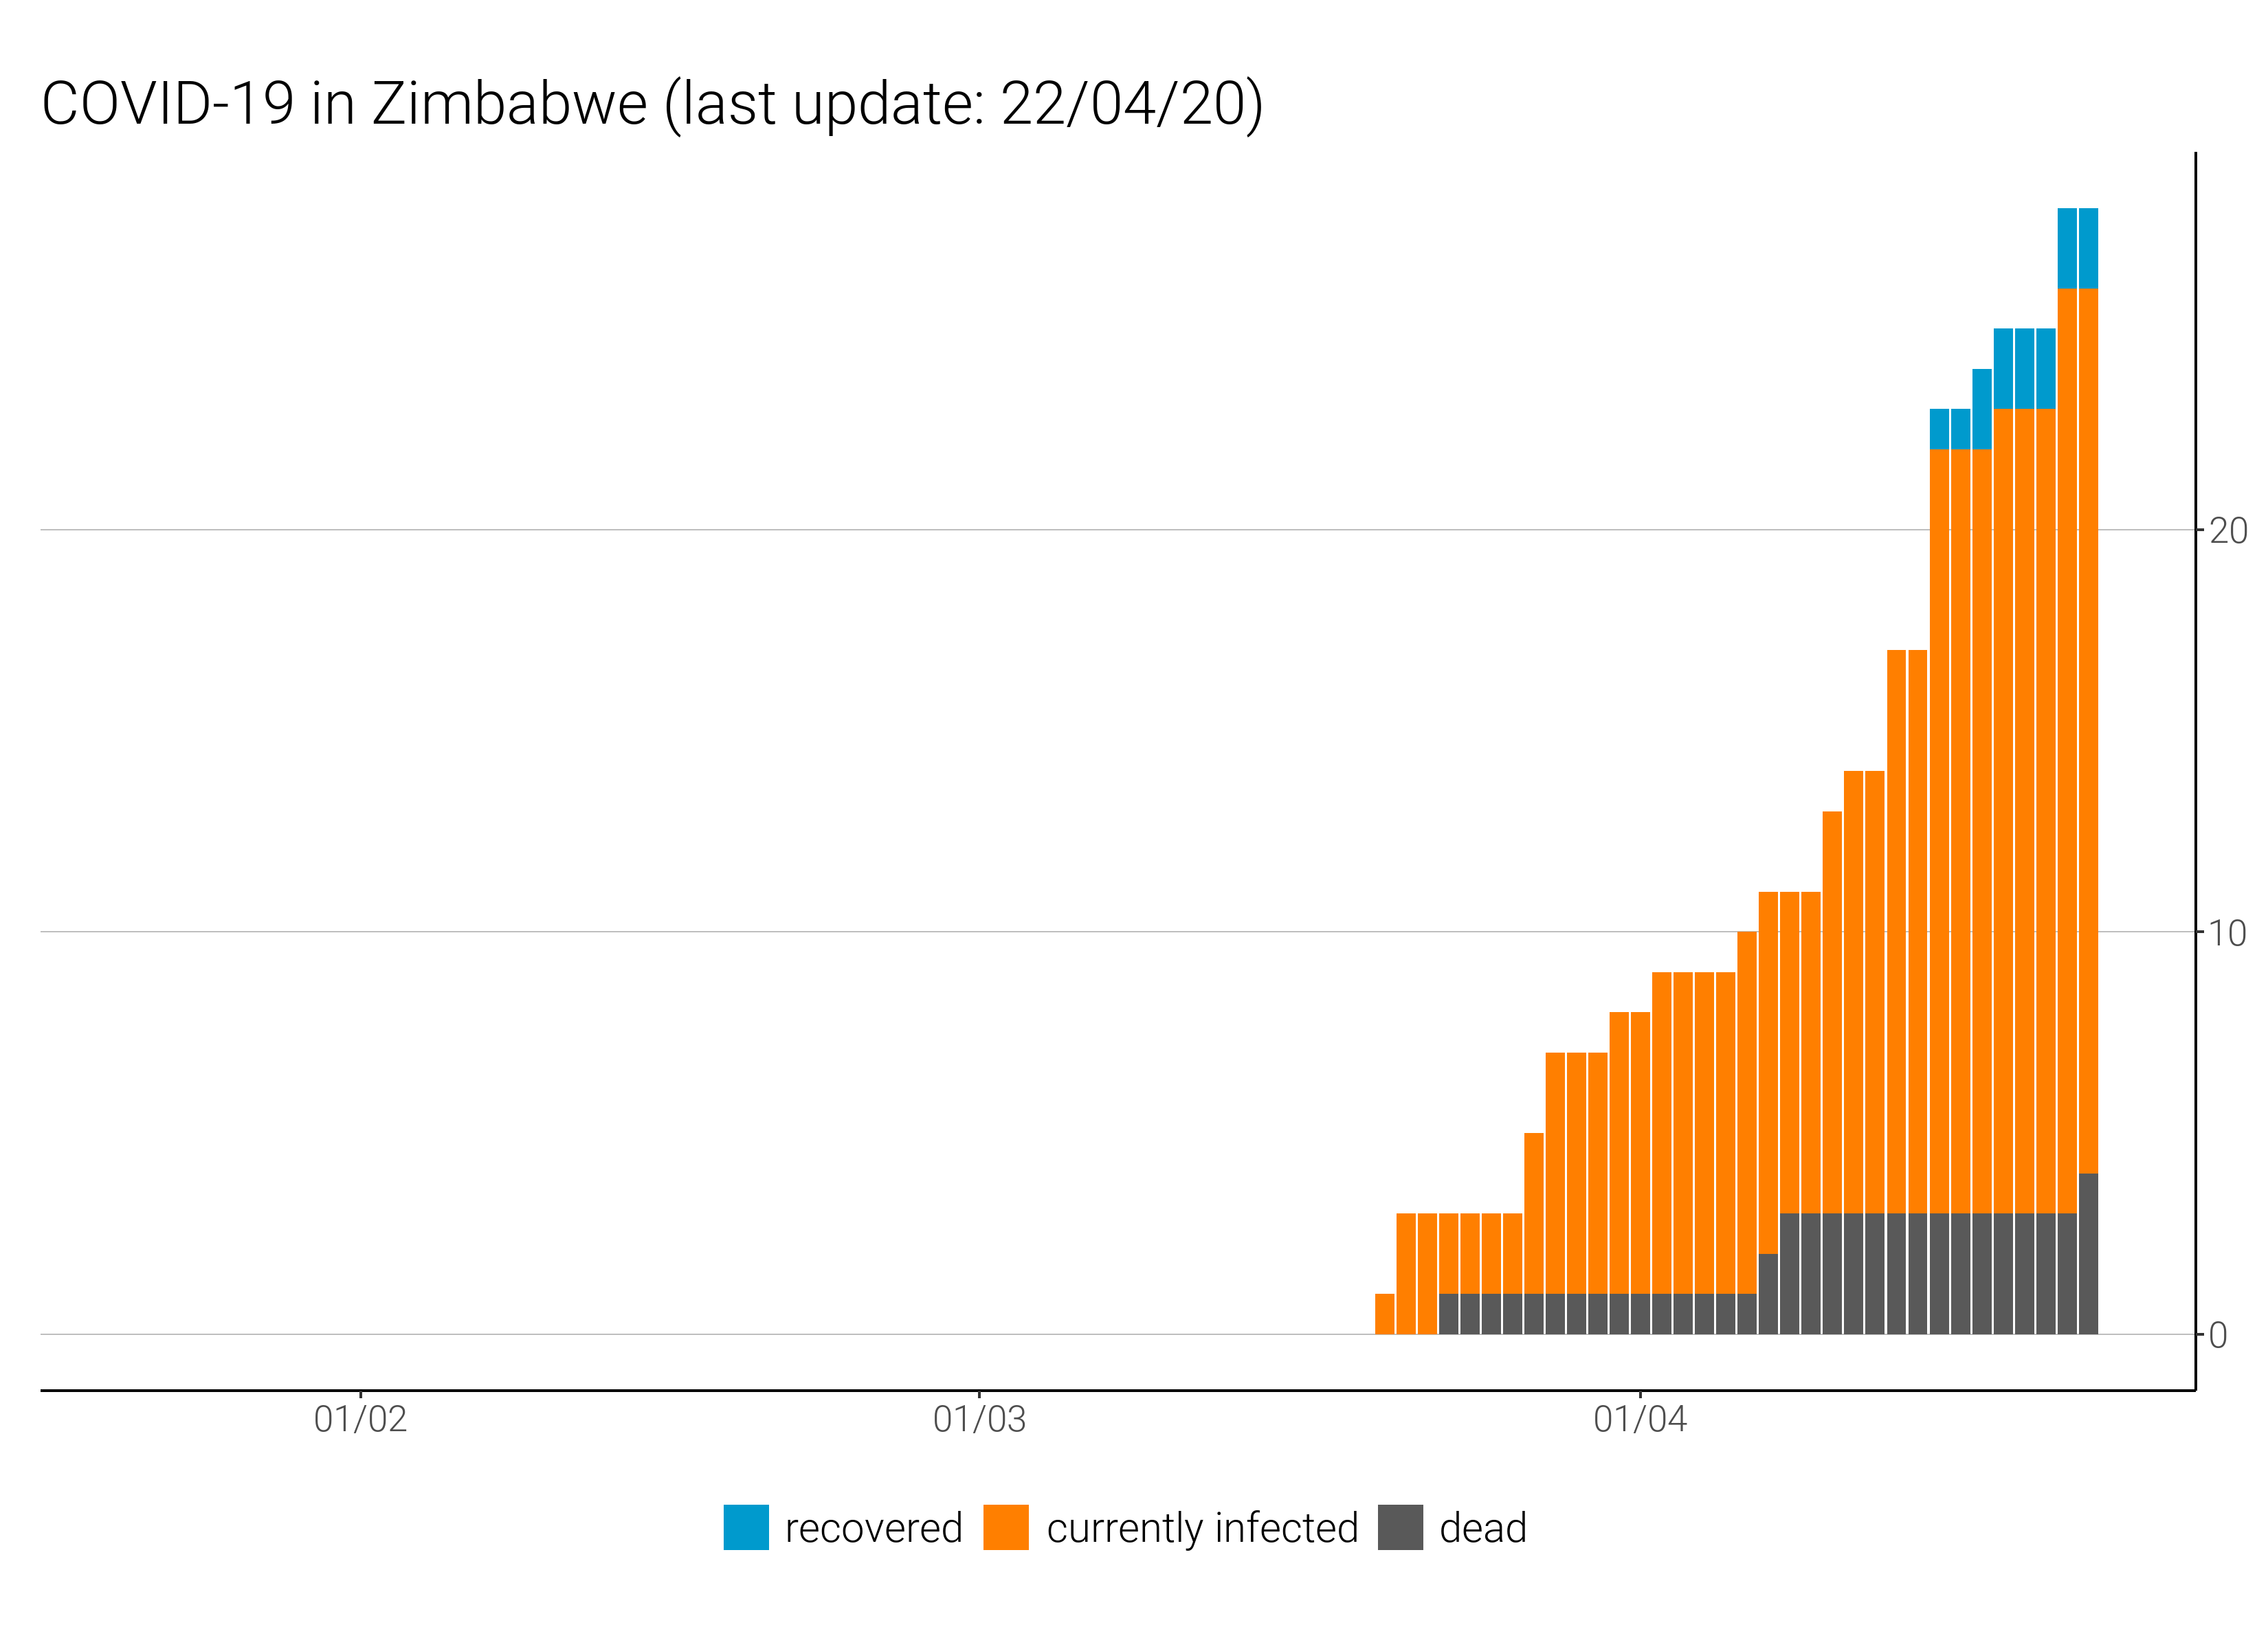 COVID-19 in Zimbabwe (last update: 22/04/20)
20
10
0
01/02 01/03 01/04
recovered currently infected dead